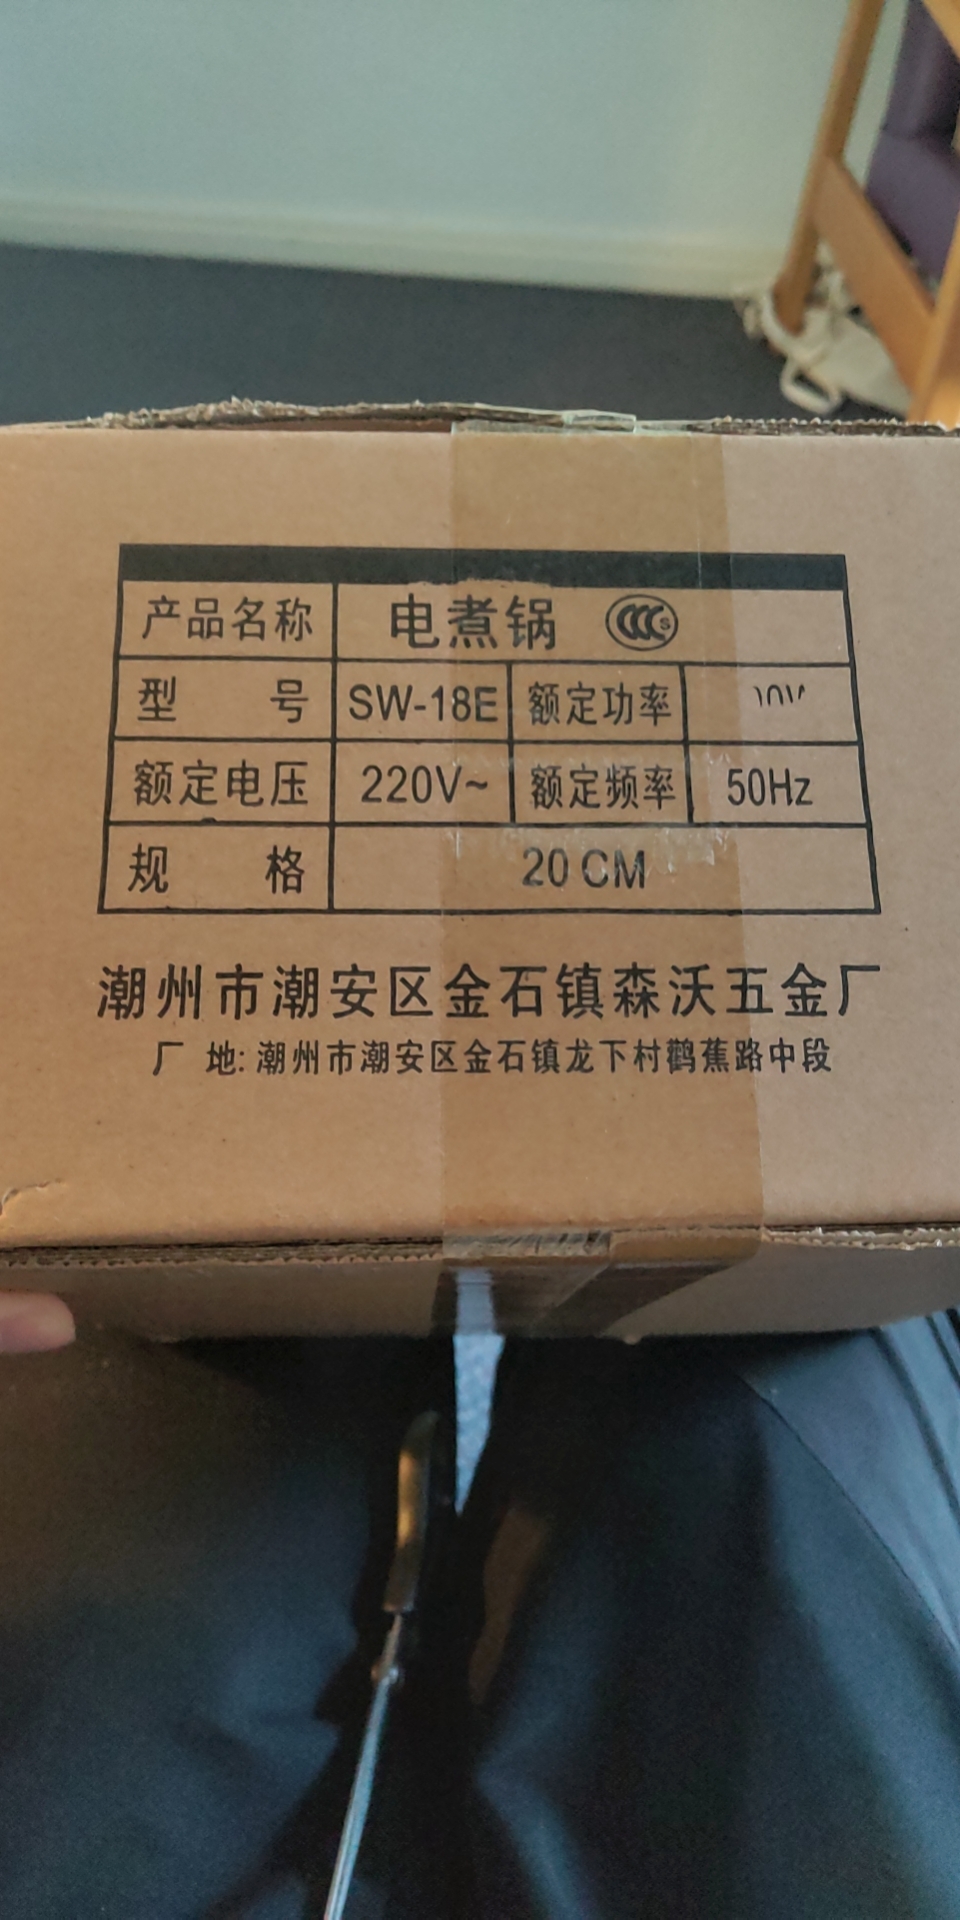 产品名称 电煮锅 CCC S
型号 SW-18E 额定功率
额定电压 220V~ 额定频率 50Hz
规格 20 CM
潮州市潮安区金石镇森沃五金厂
厂 地: 潮州市潮安区金石镇龙下村鹳蕉路中段